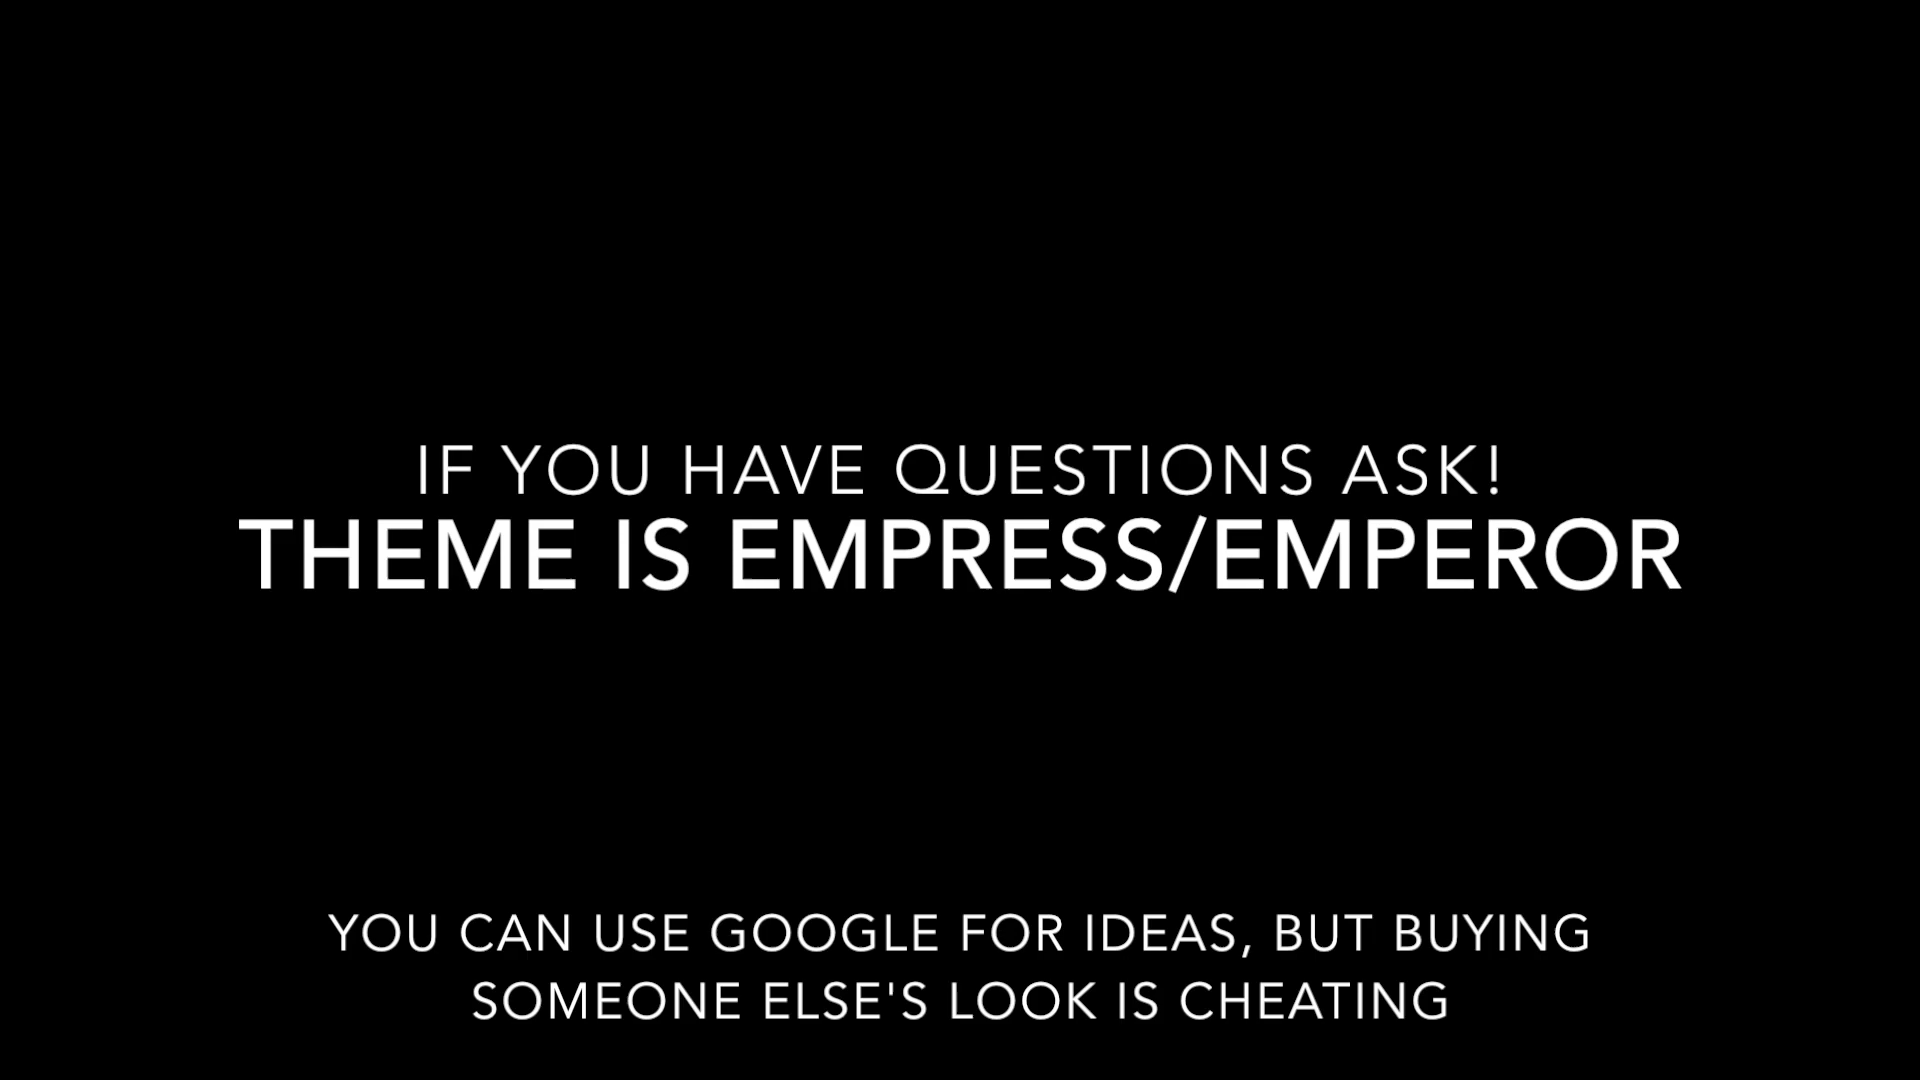 IF YOU HAVE QUESTIONS ASK!
THEME IS EMPRESS/EMPEROR
YOU CAN USE GOOGLE FOR IDEAS, BUT BUYING
SOMEONE ELSE'S LOOK IS CHEATING